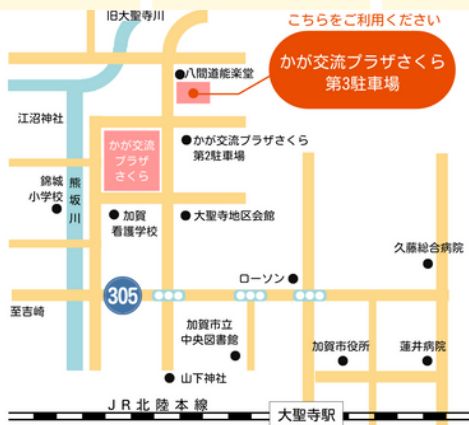 旧大聖寺川
こちらをご利用ください
かが交流プラザさくら
第3駐車場
八間道能楽堂
江沼神社
かが交流
プラザ
さくら
かが交流プラザさくら
第2駐車場
錦城
小学校
熊坂川
加賀
看護学校
大聖寺地区会館
久藤総合病院
ローソン
305
至吉崎
加賀市立
中央図書館
加賀市役所
蓮井病院
山下神社
JR北陸本線
大聖寺駅